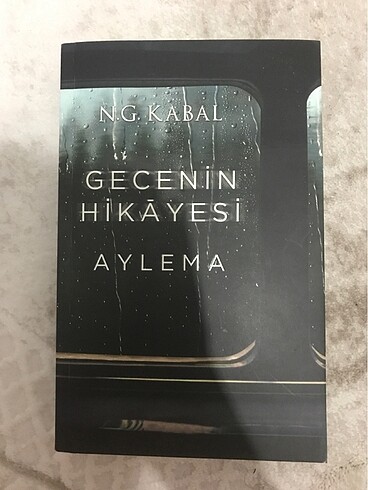 N.G. KABAL
GECENİN
HİKÂYESİ
AYLEMA